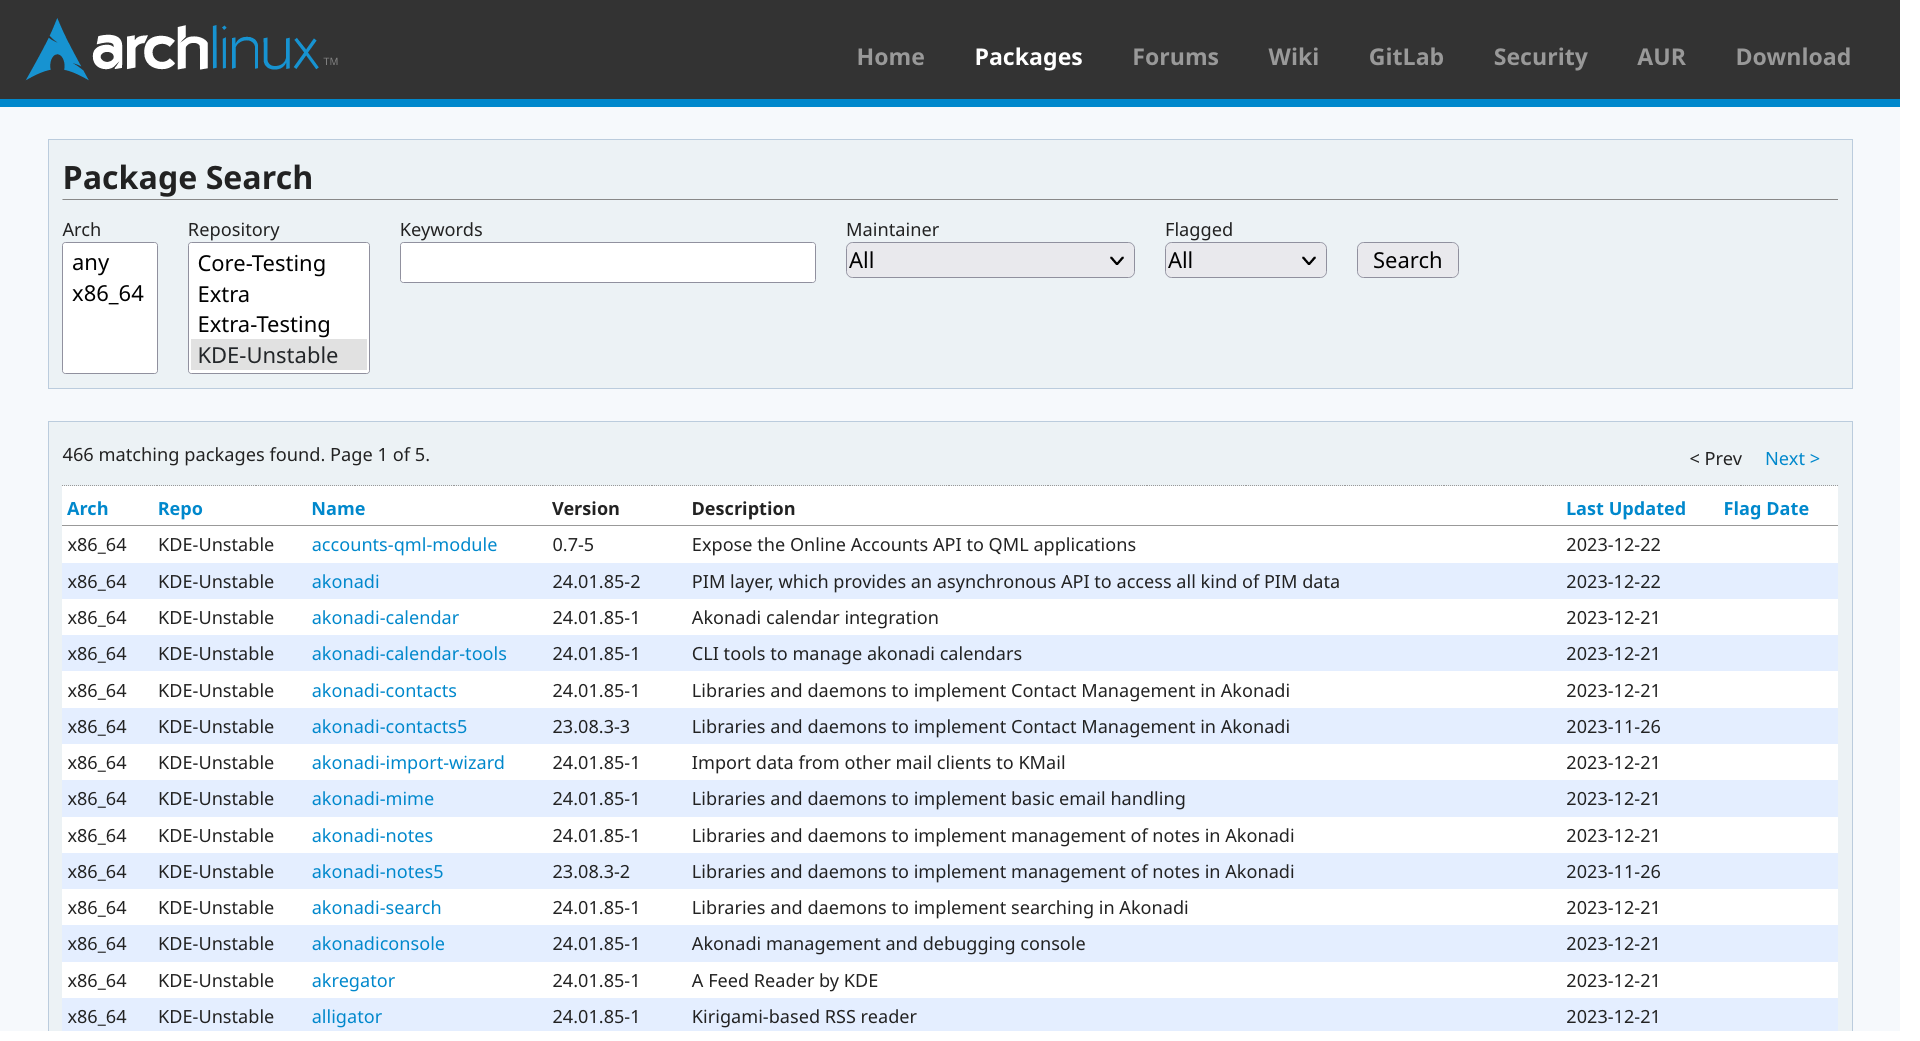 archlinux™
Home Packages Forums Wiki GitLab Security AUR Download
Package Search
Arch Repository Keywords Maintainer Flagged
any
x86_64
Core-Testing
Extra
Extra-Testing
KDE-Unstable
All
All
Search
466 matching packages found. Page 1 of 5.
< Prev Next >
Arch Repo Name Version Description Last Updated Flag Date
x86_64 KDE-Unstable accounts-qml-module 0.7-5 Expose the Online Accounts API to QML applications 2023-12-22
x86_64 KDE-Unstable akonadi 24.01.85-2 PIM layer, which provides an asynchronous API to access all kind of PIM data 2023-12-22
x86_64 KDE-Unstable akonadi-calendar 24.01.85-1 Akonadi calendar integration 2023-12-21
x86_64 KDE-Unstable akonadi-calendar-tools 24.01.85-1 CLI tools to manage akonadi calendars 2023-12-21
x86_64 KDE-Unstable akonadi-contacts 24.01.85-1 Libraries and daemons to implement Contact Management in Akonadi 2023-12-21
x86_64 KDE-Unstable akonadi-contacts5 23.08.3-3 Libraries and daemons to implement Contact Management in Akonadi 2023-11-26
x86_64 KDE-Unstable akonadi-import-wizard 24.01.85-1 Import data from other mail clients to KMail 2023-12-21
x86_64 KDE-Unstable akonadi-mime 24.01.85-1 Libraries and daemons to implement basic email handling 2023-12-21
x86_64 KDE-Unstable akonadi-notes 24.01.85-1 Libraries and daemons to implement management of notes in Akonadi 2023-12-21
x86_64 KDE-Unstable akonadi-notes5 23.08.3-2 Libraries and daemons to implement management of notes in Akonadi 2023-11-26
x86_64 KDE-Unstable akonadi-search 24.01.85-1 Libraries and daemons to implement searching in Akonadi 2023-12-21
x86_64 KDE-Unstable akonadiconsole 24.01.85-1 Akonadi management and debugging console 2023-12-21
x86_64 KDE-Unstable akregator 24.01.85-1 A Feed Reader by KDE 2023-12-21
x86_64 KDE-Unstable alligator 24.01.85-1 Kirigami-based RSS reader 2023-12-21